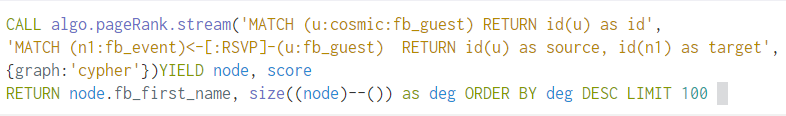 CALL algo.pageRank.stream('MATCH (u:cosmic:fb_guest) RETURN id(u) as id',
'MATCH (n1:fb_event)<-[:RSVP]-(u:fb_guest)  RETURN id(u) as source, id(n1) as target',
{graph:'cypher'})YIELD node, score
RETURN node.fb_first_name, size((node)--()) as deg ORDER BY deg DESC LIMIT 100